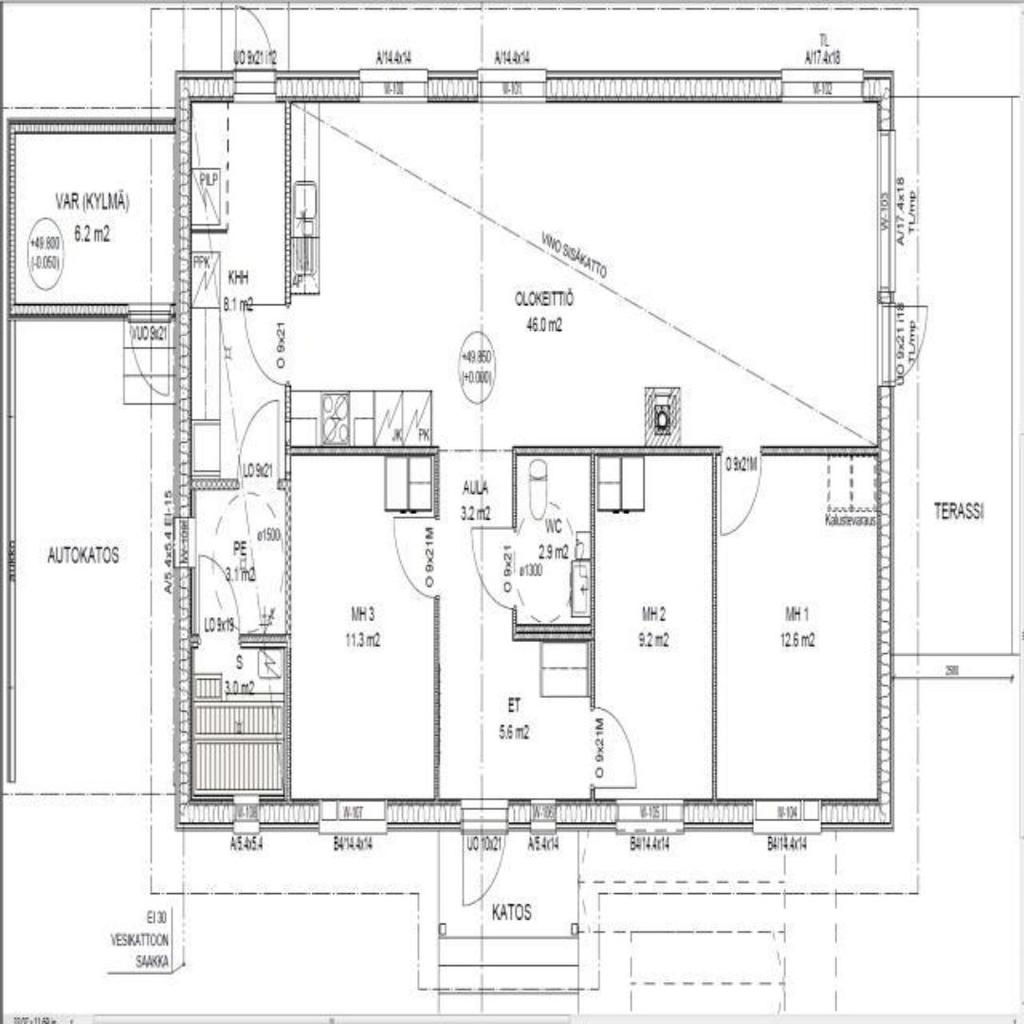 UO 9x21 i12
A/14.4x14
A/14.4x14
TL
A/17.4x18
W-100
W-101
W-102
VAR (KYLMÄ)
6.2 m2
+49.800
(-0.050)
PILP
PPK
KHH
8.1 m2
AP
VINO SISÄKATTO
OLOKEITTIÖ
46.0 m2
W-103
A/17.4x18
TL/mp
UO 9x21 i18
TL/mp
VUO 9x21
O 9x21
+49.850
(+0.000)
JK
PK
LO 9x21
AULA
3.2 m2
O 9x21M
Kalustevaraus
TERASSI
AUTOKATOS
A/5.4x5.4 EI-15
W-109
ø1500
PE
3.1 m2
O 9x21M
O 9x21
WC
2.9 m2
ø1300
LO 9x19
MH 3
11.3 m2
MH 2
9.2 m2
MH 1
12.6 m2
S
3.0 m2
2500
ET
5.6 m2
O 9x21M
W-108
W-107
W-106
W-105
W-104
A/5.4x5.4
B4/14.4x14
UO 10x21
A/5.4x14
B4/14.4x14
B4/14.4x14
KATOS
EI 30
VESIKATTOON
SAAKKA